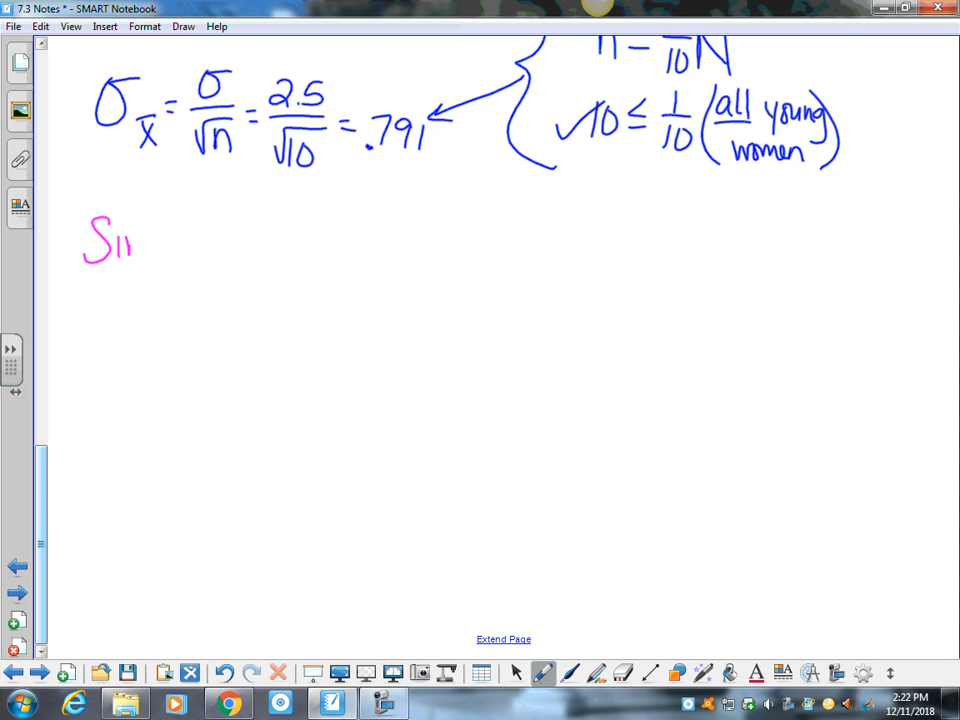 7.3 Notes * - SMART Notebook
File Edit View Insert Format Draw Help
n = 1/10 N
σx̄ = σ/√n = 2.5/√10 = .791
✓10 ≤ 1/10 (all young women)
Extend Page
2:22 PM
12/11/2018